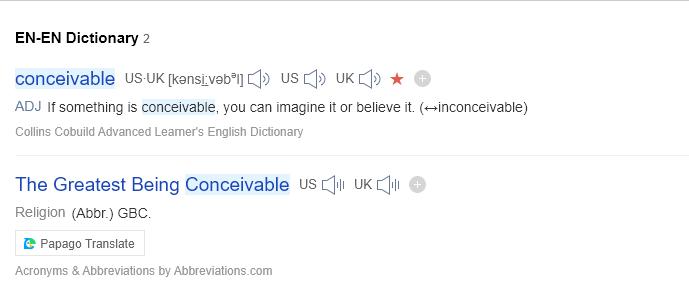 EN-EN Dictionary 2
conceivable US·UK [kənsi:vəbᵊl] US UK
ADJ If something is conceivable, you can imagine it or believe it. (↔inconceivable)
Collins Cobuild Advanced Learner's English Dictionary
The Greatest Being Conceivable US UK
Religion (Abbr.) GBC.
Papago Translate
Acronyms & Abbreviations by Abbreviations.com